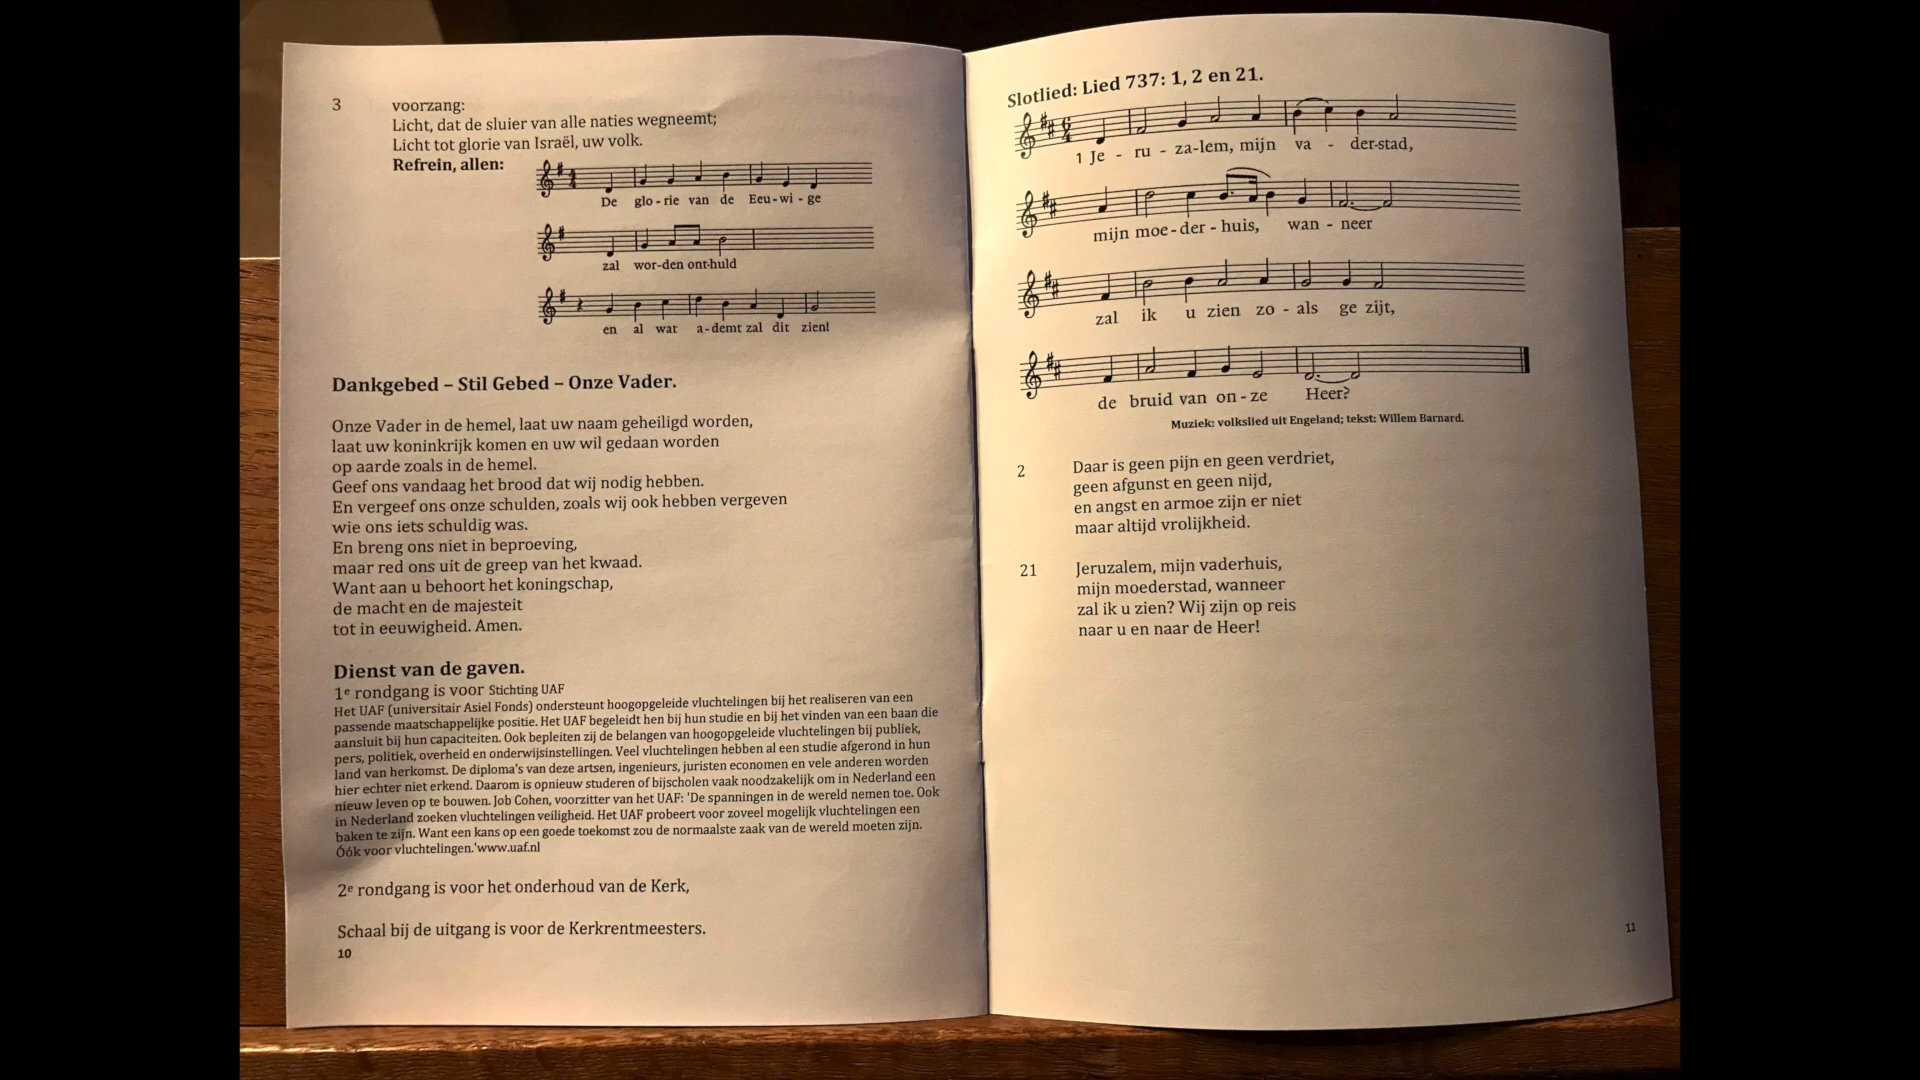 3 voorzang:
Licht, dat de sluier van alle naties wegneemt;
Licht tot glorie van Israël, uw volk.
Refrein, allen:
4
4
De glo - rie van de Eeu - wi - ge
zal wor-den ont-huld
en al wat a-demt zal dit zien!
Dankgebed – Stil Gebed – Onze Vader.
Onze Vader in de hemel, laat uw naam geheiligd worden,
laat uw koninkrijk komen en uw wil gedaan worden
op aarde zoals in de hemel.
Geef ons vandaag het brood dat wij nodig hebben.
En vergeef ons onze schulden, zoals wij ook hebben vergeven
wie ons iets schuldig was.
En breng ons niet in beproeving,
maar red ons uit de greep van het kwaad.
Want aan u behoort het koningschap,
de macht en de majesteit
tot in eeuwigheid. Amen.
Dienst van de gaven.
1e rondgang is voor Stichting UAF
Het UAF (universitair Asiel Fonds) ondersteunt hoogopgeleide vluchtelingen bij het realiseren van een
passende maatschappelijke positie. Het UAF begeleidt hen bij hun studie en bij het vinden van een baan die
aansluit bij hun capaciteiten. Ook bepleiten zij de belangen van hoogopgeleide vluchtelingen bij publiek,
pers, politiek, overheid en onderwijsinstellingen. Veel vluchtelingen hebben al een studie afgerond in hun
land van herkomst. De diploma's van deze artsen, ingenieurs, juristen economen en vele anderen worden
hier echter niet erkend. Daarom is opnieuw studeren of bijscholen vaak noodzakelijk om in Nederland een
nieuw leven op te bouwen. Job Cohen, voorzitter van het UAF: 'De spanningen in de wereld nemen toe. Ook
in Nederland zoeken vluchtelingen veiligheid. Het UAF probeert voor zoveel mogelijk vluchtelingen een
baken te zijn. Want een kans op een goede toekomst zou de normaalste zaak van de wereld moeten zijn.
Óók voor vluchtelingen.'www.uaf.nl
2e rondgang is voor het onderhoud van de Kerk,
Schaal bij de uitgang is voor de Kerkrentmeesters.
10
Slotlied: Lied 737: 1, 2 en 21.
6
4
1 Je - ru - za-lem, mijn va - der-stad,
mijn moe - der - huis, wan - neer
zal ik u zien zo - als ge zijt,
de bruid van on - ze Heer?
Muziek: volkslied uit Engeland; tekst: Willem Barnard.
2 Daar is geen pijn en geen verdriet,
geen afgunst en geen nijd,
en angst en armoe zijn er niet
maar altijd vrolijkheid.
21 Jeruzalem, mijn vaderhuis,
mijn moederstad, wanneer
zal ik u zien? Wij zijn op reis
naar u en naar de Heer!
11